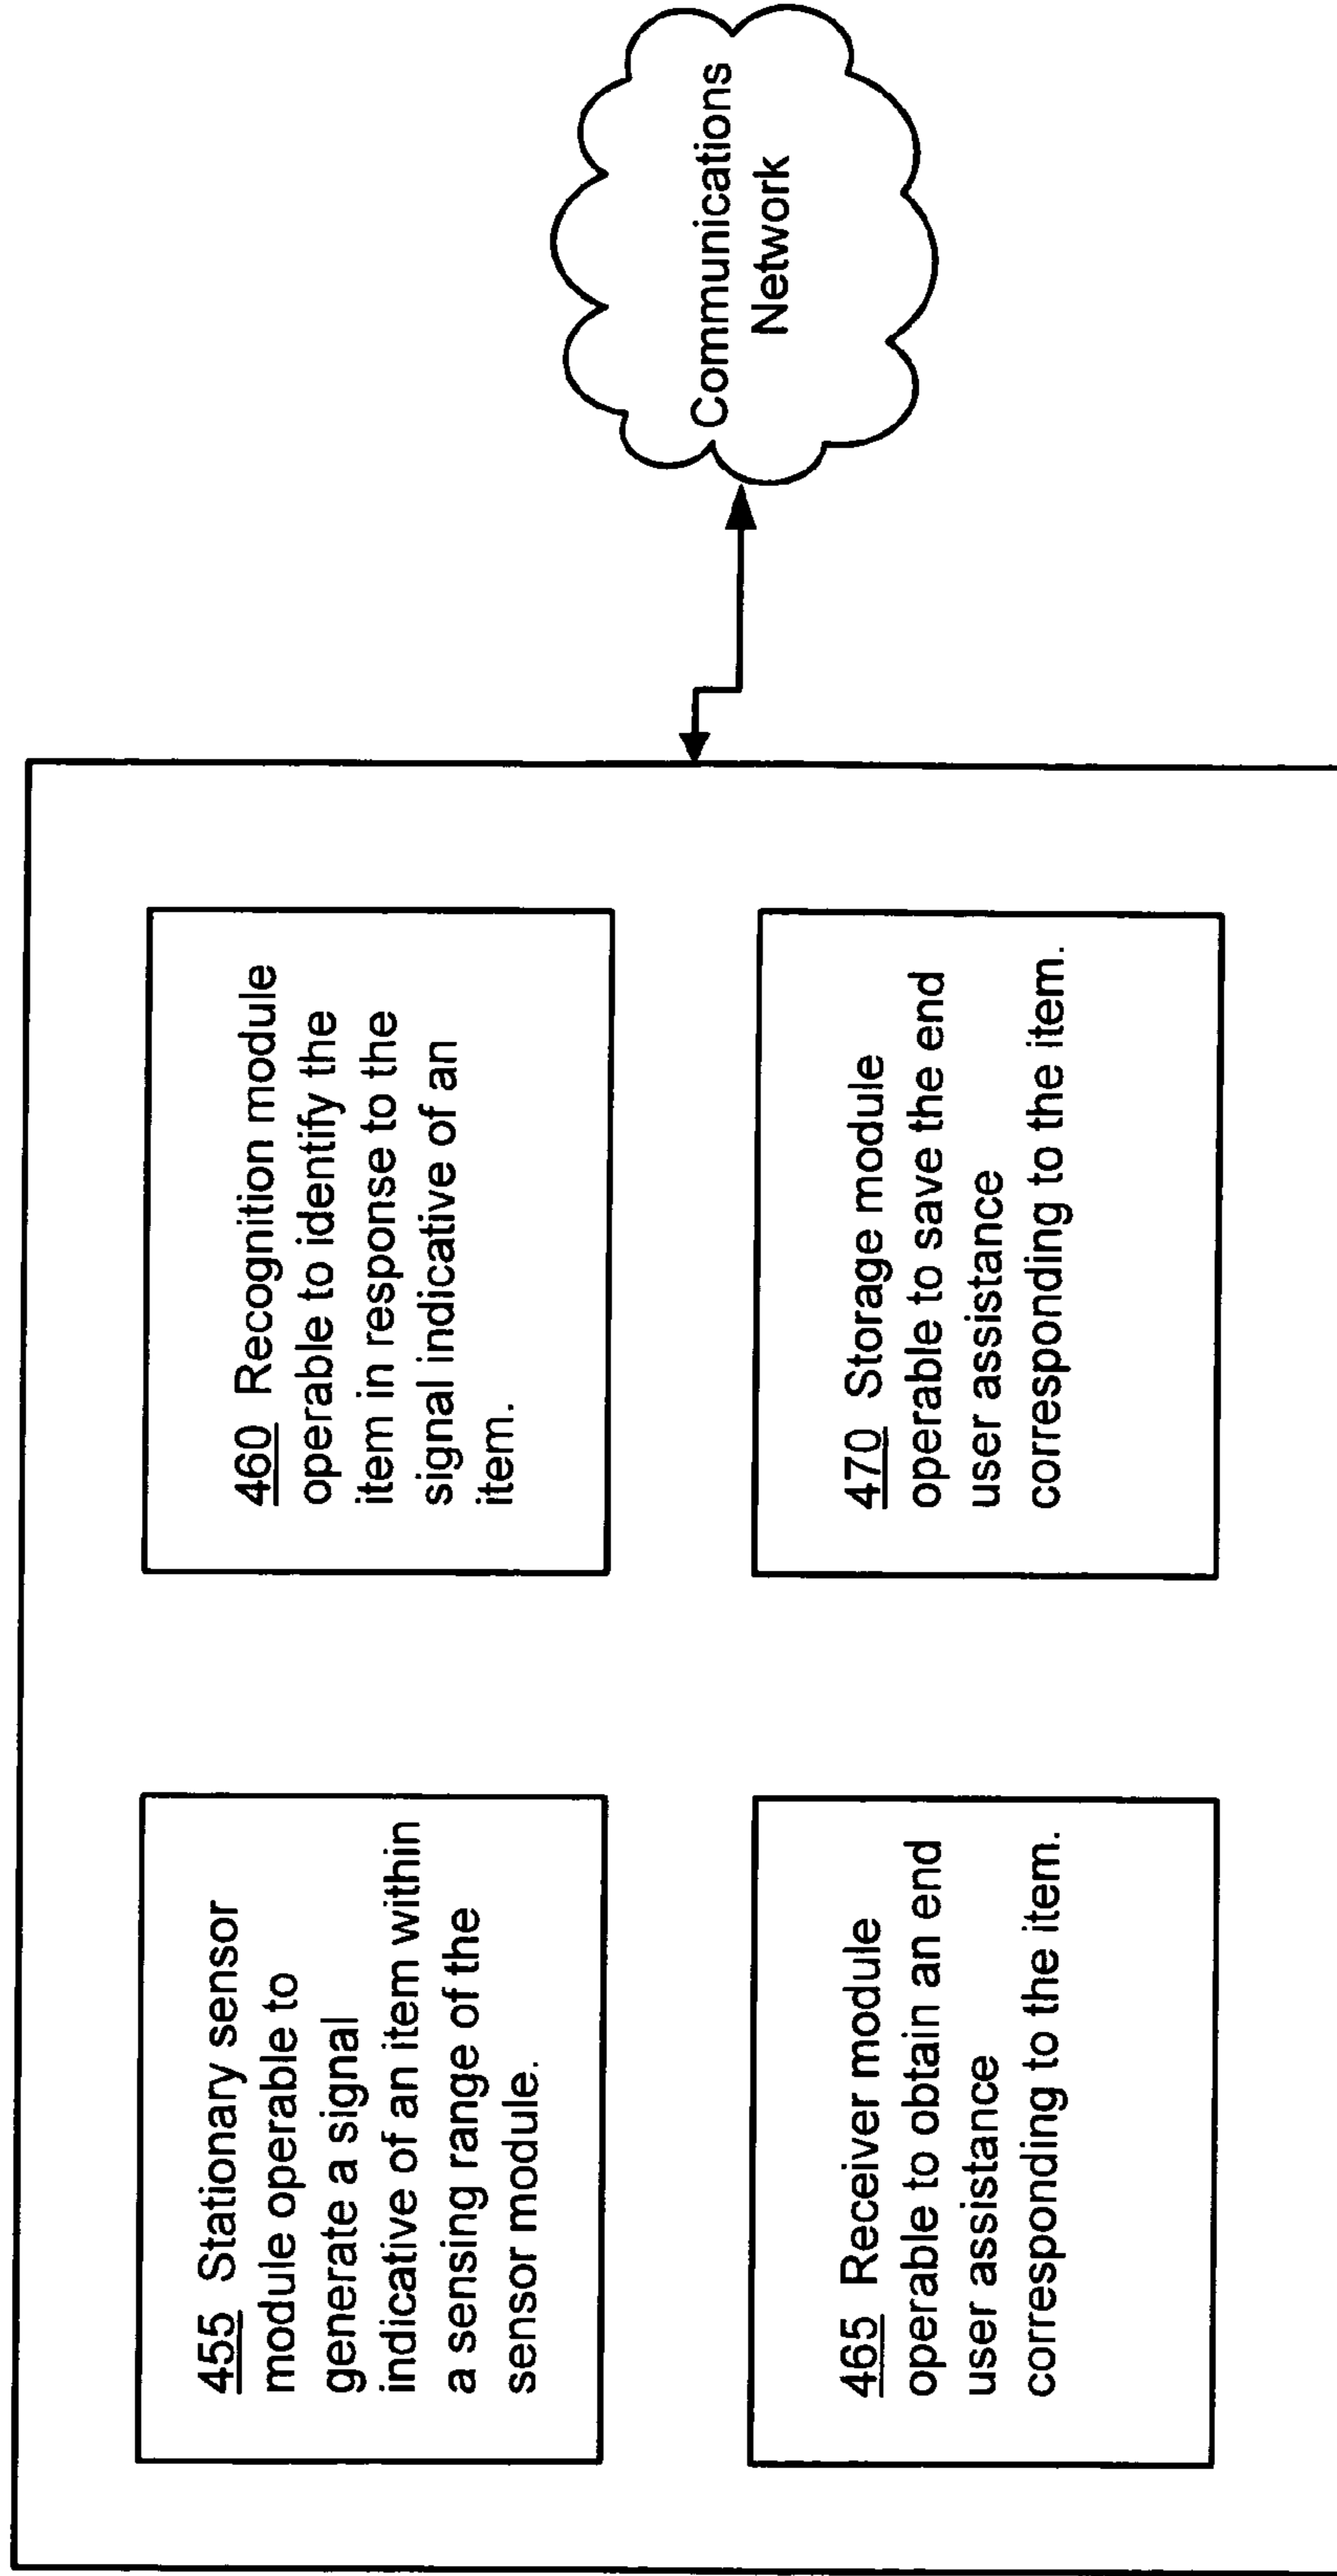 455 Stationary sensor
module operable to
generate a signal
indicative of an item within
a sensing range of the
sensor module.
460 Recognition module
operable to identify the
item in response to the
signal indicative of an
item.
465 Receiver module
operable to obtain an end
user assistance
corresponding to the item.
470 Storage module
operable to save the end
user assistance
corresponding to the item.
Communications
Network